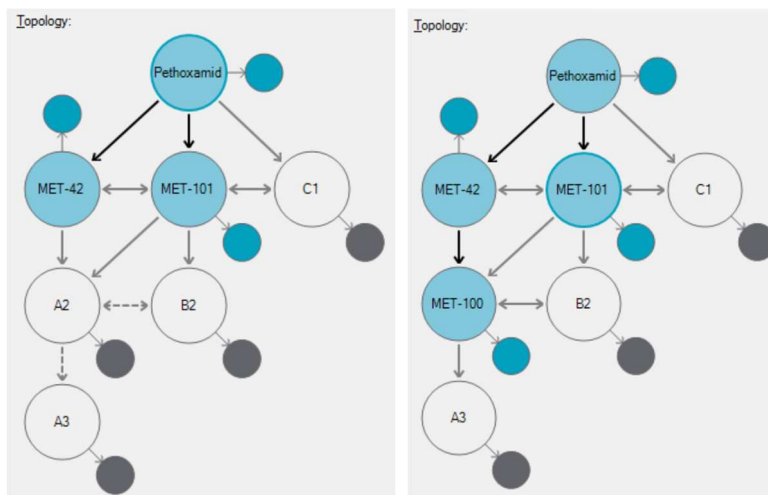 Topology:
Pethoxamid
MET-42
MET-101
C1
A2
B2
A3
Topology:
Pethoxamid
MET-42
MET-101
C1
MET-100
B2
A3